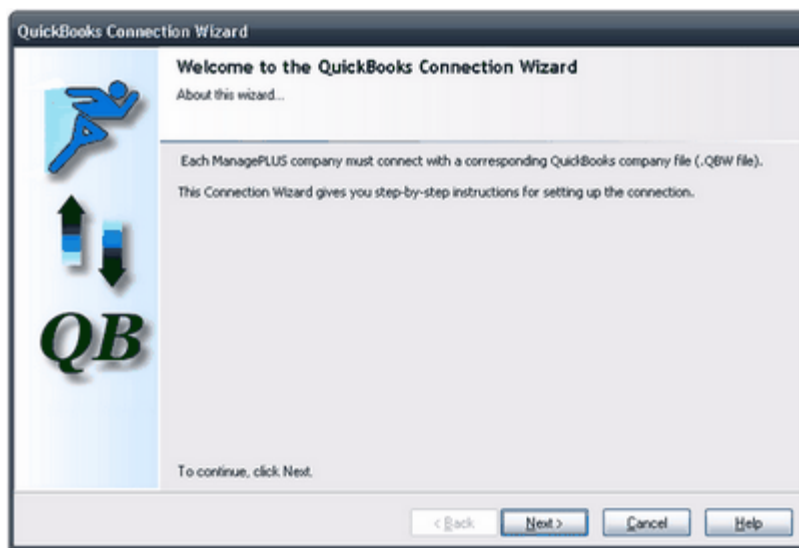 QuickBooks Connection Wizard
Welcome to the QuickBooks Connection Wizard
About this wizard...
Each ManagePLUS company must connect with a corresponding QuickBooks company file (.QBW file).
This Connection Wizard gives you step-by-step instructions for setting up the connection.
QB
To continue, click Next.
< Back Next > Cancel Help